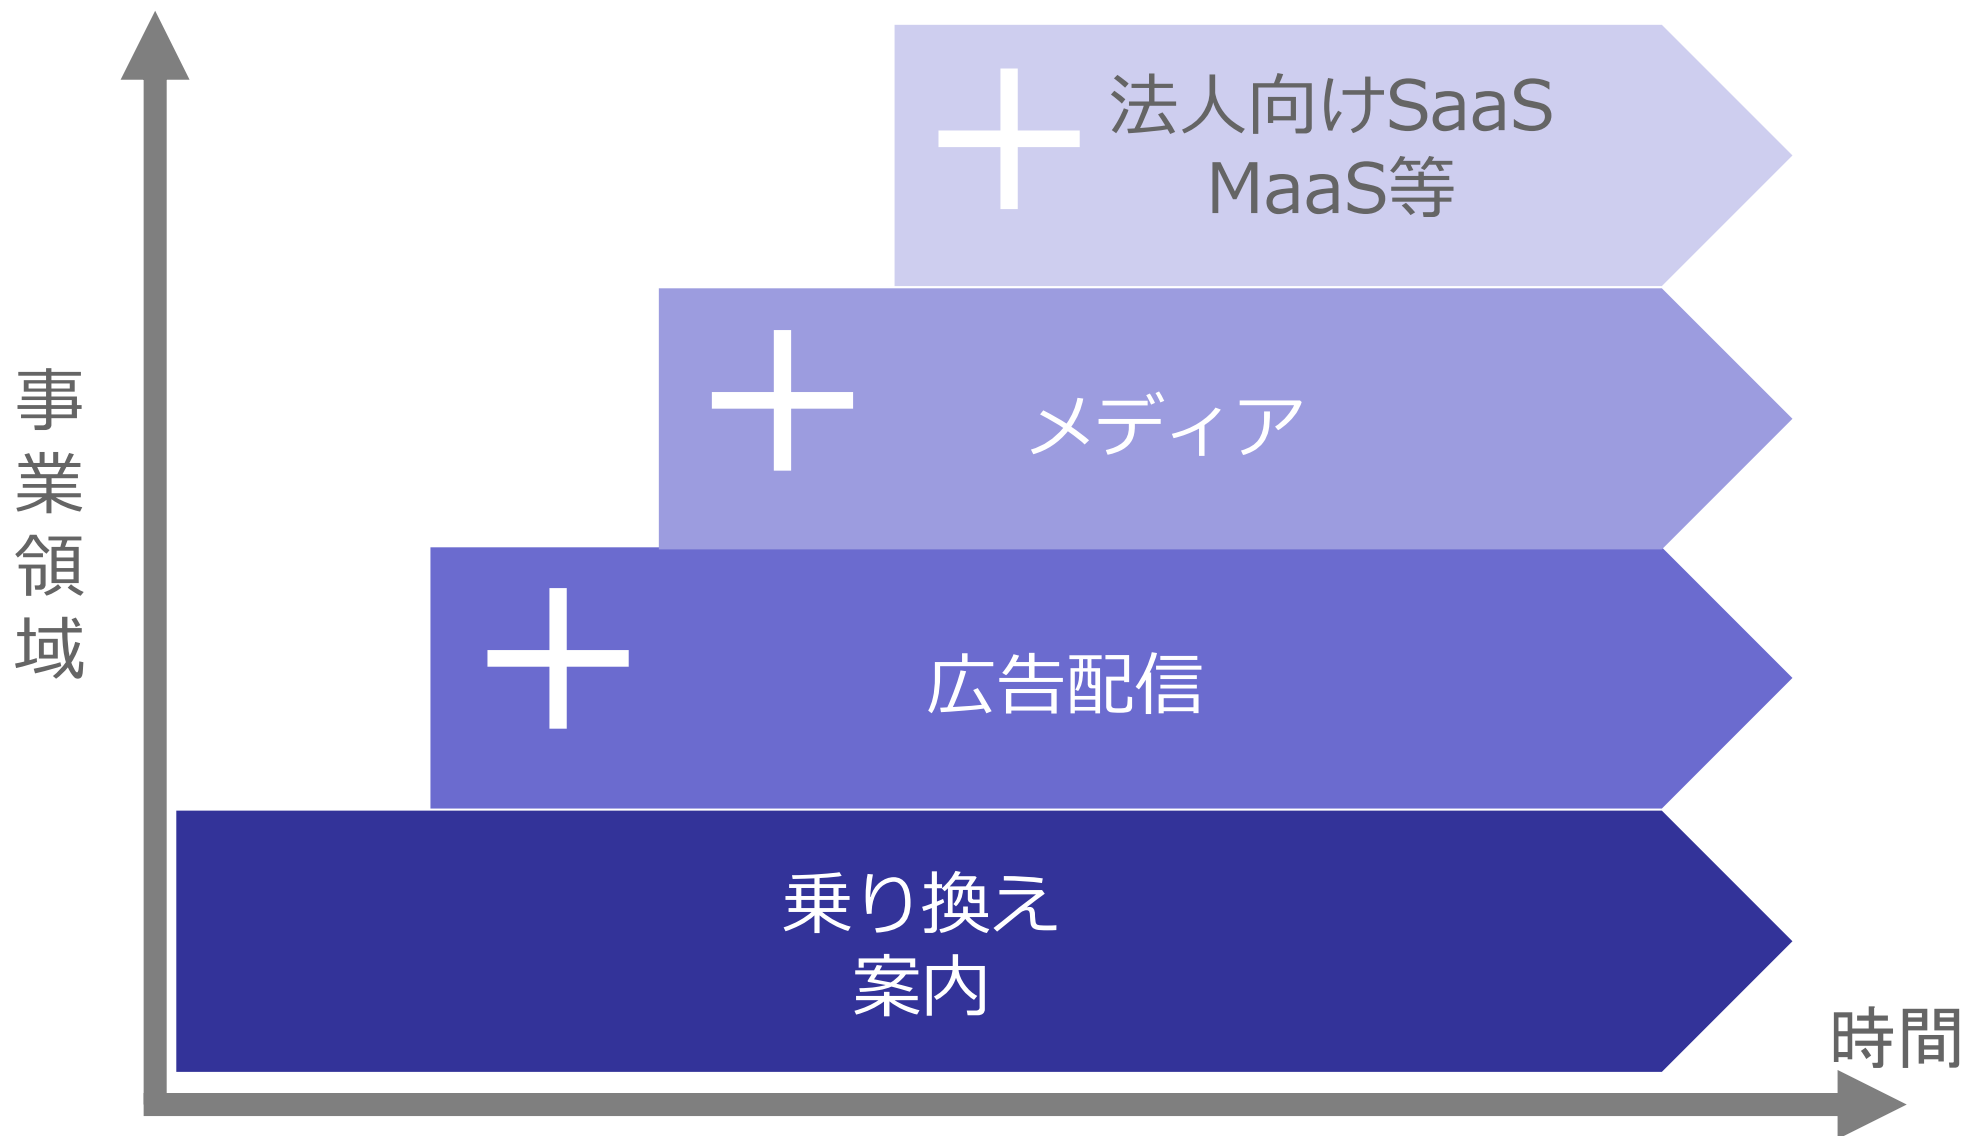 法人向けSaaS
MaaS等
メディア
広告配信
乗り換え
案内
事業領域
時間